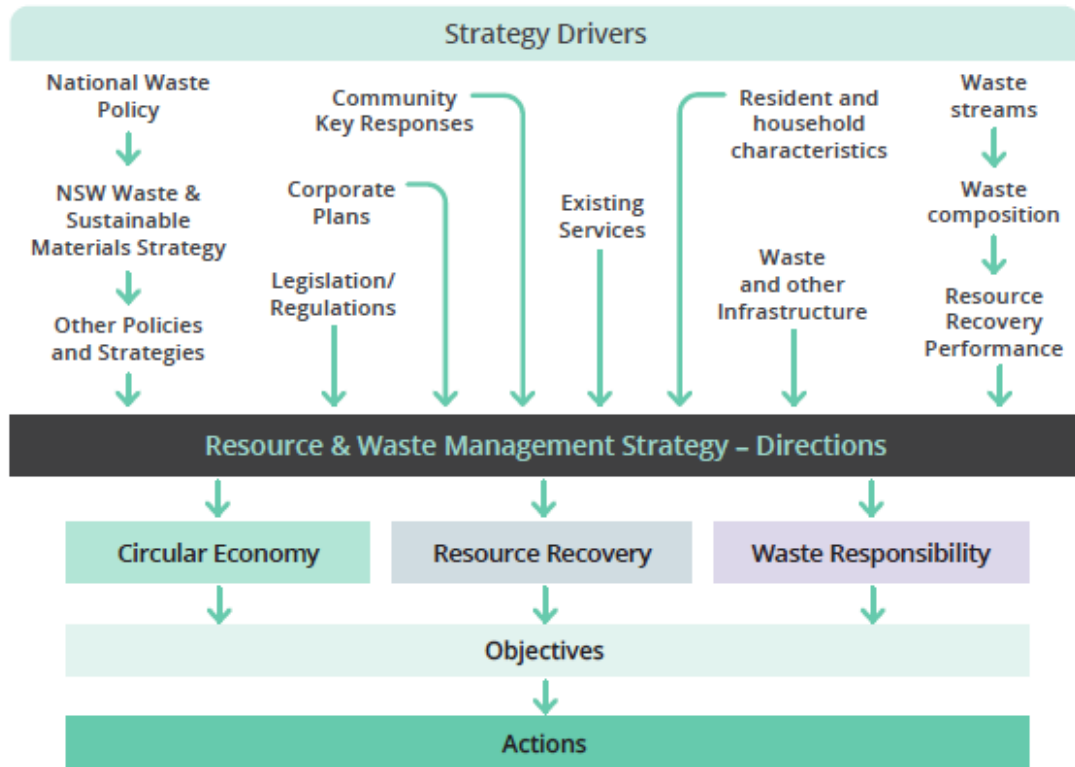 Strategy Drivers
National Waste
Policy
NSW Waste &
Sustainable
Materials Strategy
Other Policies
and Strategies
Community
Key Responses
Corporate
Plans
Legislation/
Regulations
Existing
Services
Resident and
household
characteristics
Waste
and other
Infrastructure
Waste
streams
Waste
composition
Resource
Recovery
Performance
Resource & Waste Management Strategy – Directions
Circular Economy
Resource Recovery
Waste Responsibility
Objectives
Actions